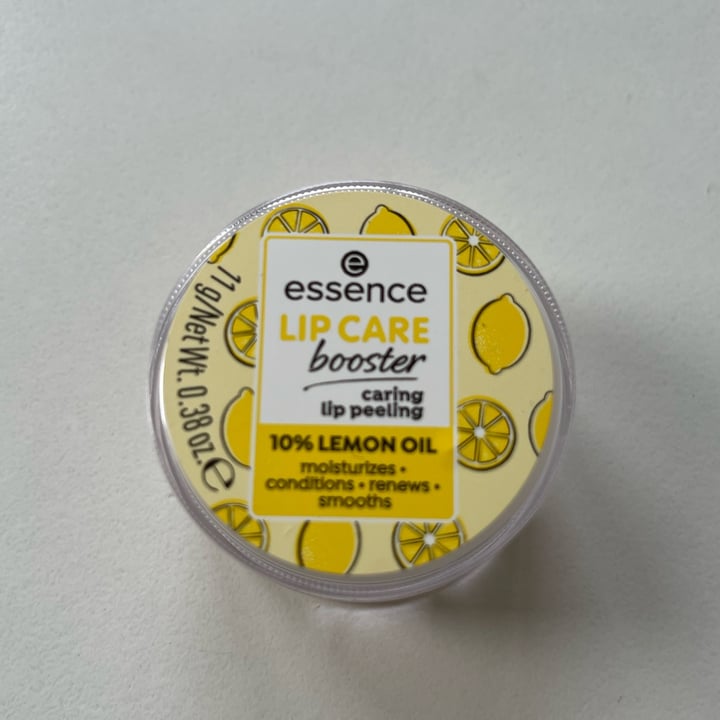 e
essence
LIP CARE
booster
caring
lip peeling
10% LEMON OIL
moisturizes •
conditions • renews •
smooths
11 g/Net Wt. 0.38 oz. ℮